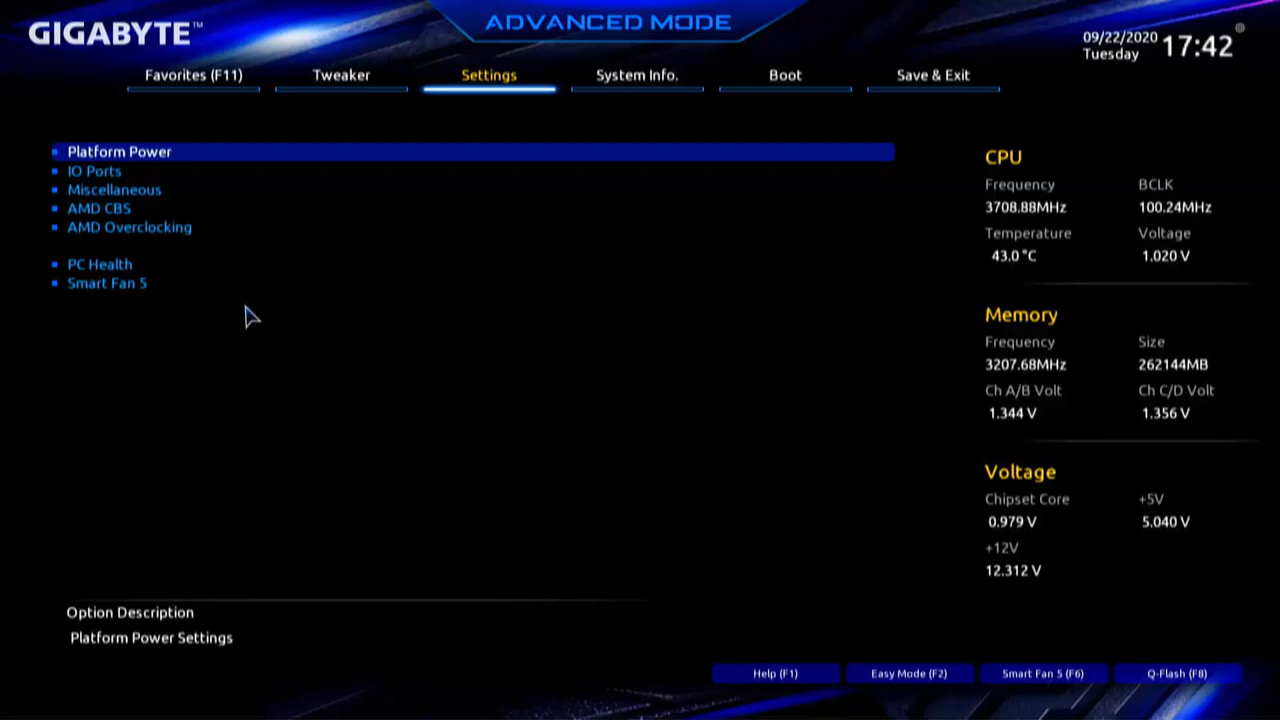 GIGABYTE™
ADVANCED MODE
09/22/2020
Tuesday
17:42
Favorites (F11) Tweaker Settings System Info. Boot Save & Exit
Platform Power
IO Ports
Miscellaneous
AMD CBS
AMD Overclocking
PC Health
Smart Fan 5
CPU
Frequency BCLK
3708.88MHz 100.24MHz
Temperature Voltage
43.0 °C 1.020 V
Memory
Frequency Size
3207.68MHz 262144MB
Ch A/B Volt Ch C/D Volt
1.344 V 1.356 V
Voltage
Chipset Core +5V
0.979 V 5.040 V
+12V
12.312 V
Option Description
Platform Power Settings
Help (F1) Easy Mode (F2) Smart Fan 5 (F6) Q-Flash (F8)